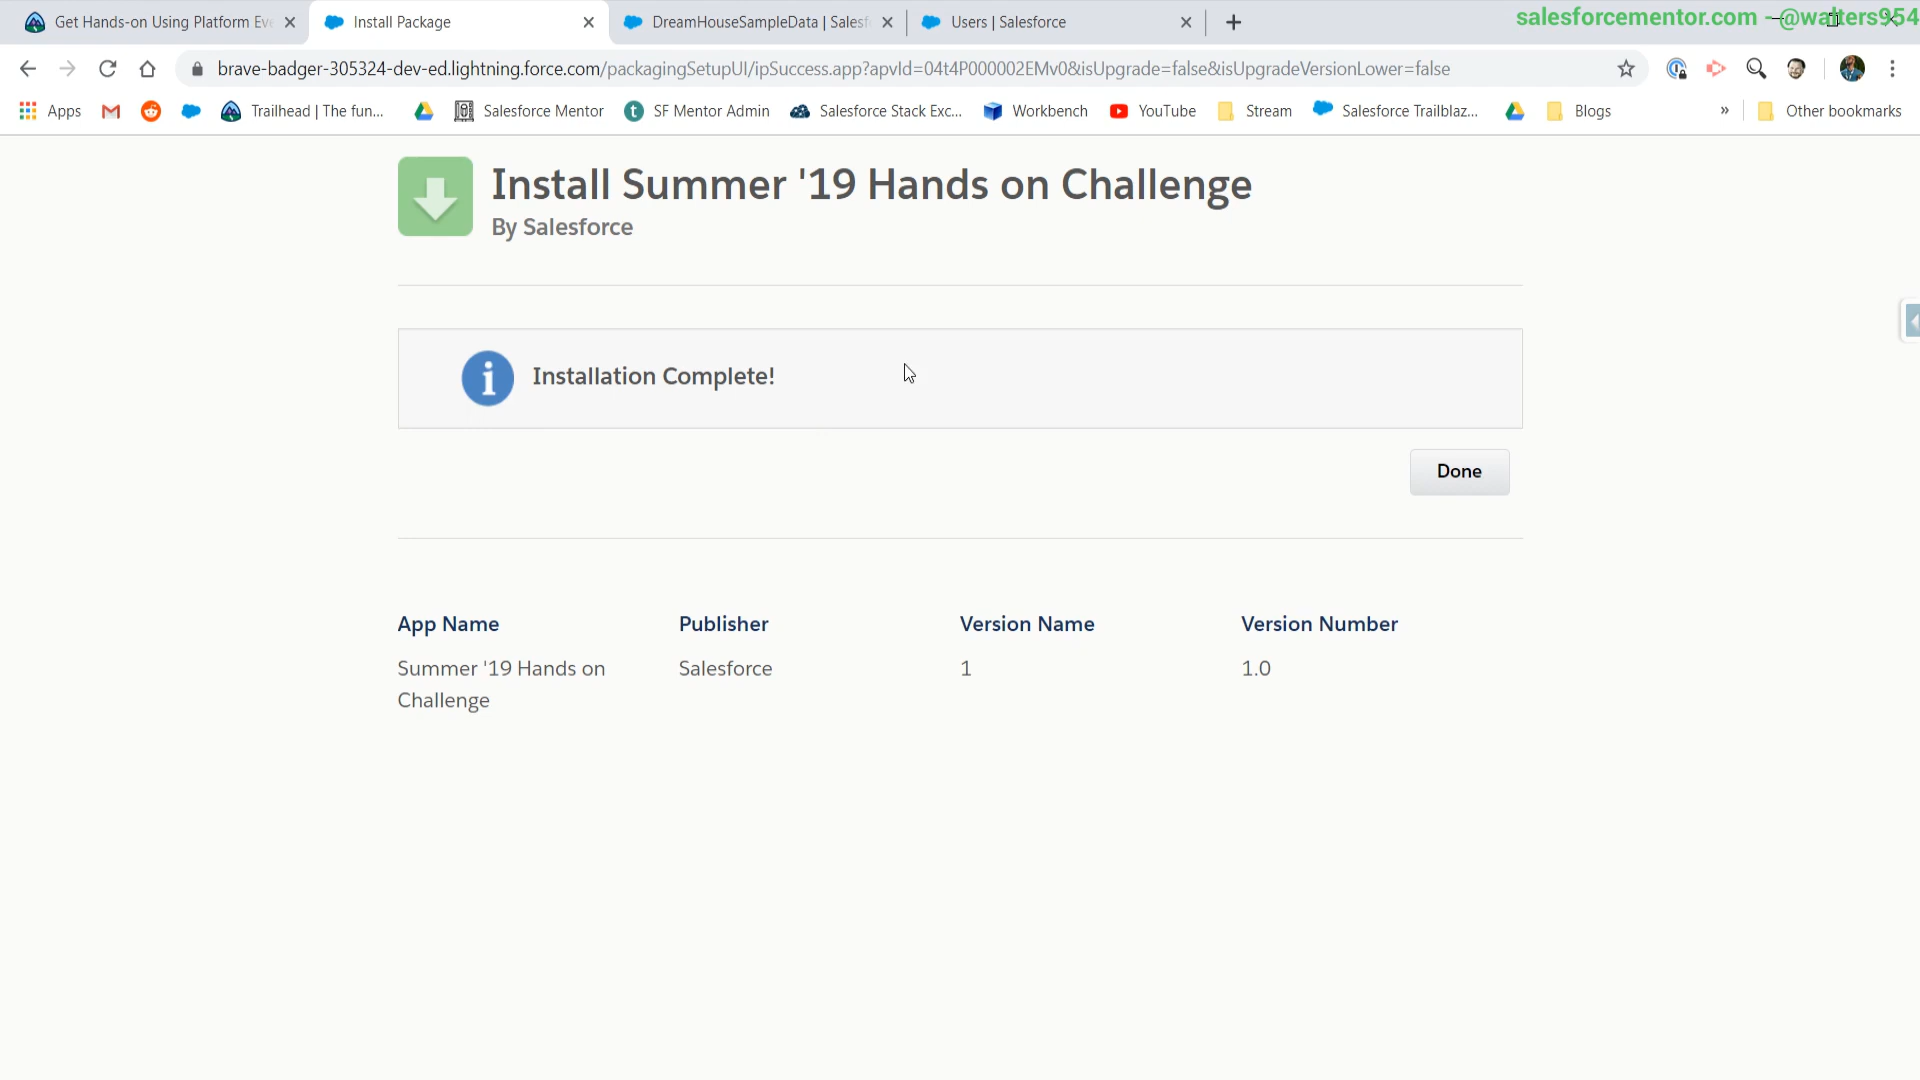 Get Hands-on Using Platform Eve
Install Package
DreamHouseSampleData | Salesf
Users | Salesforce
salesforcementor.com - @walters954
brave-badger-305324-dev-ed.lightning.force.com/packagingSetupUI/ipSuccess.app?apvId=04t4P000002EMv0&isUpgrade=false&isUpgradeVersionLower=false
Apps
Trailhead | The fun...
Salesforce Mentor
SF Mentor Admin
Salesforce Stack Exc...
Workbench
YouTube
Stream
Salesforce Trailblaz...
Blogs
»
Other bookmarks
Install Summer '19 Hands on Challenge
By Salesforce
Installation Complete!
Done
App Name
Publisher
Version Name
Version Number
Summer '19 Hands on
Challenge
Salesforce
1
1.0